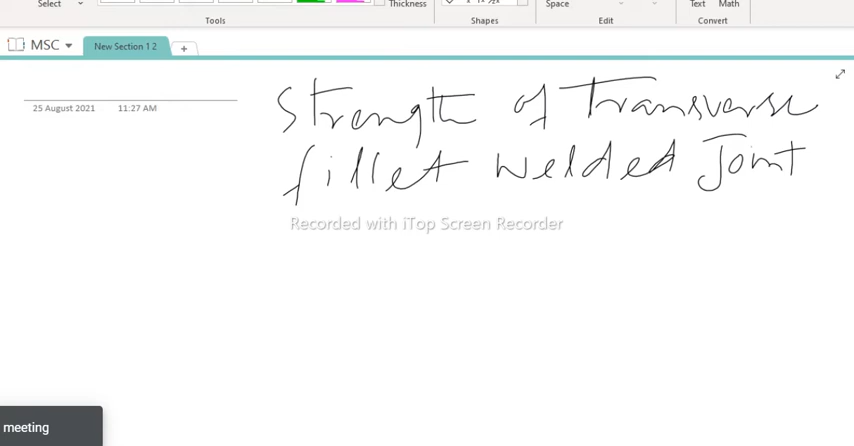 Select
Thickness
Space
Text Math
Tools
Shapes
Edit
Convert
MSC
New Section 1 2
+
25 August 2021 11:27 AM
Strength of Transverse
fillet welded Joint
Recorded with iTop Screen Recorder
meeting